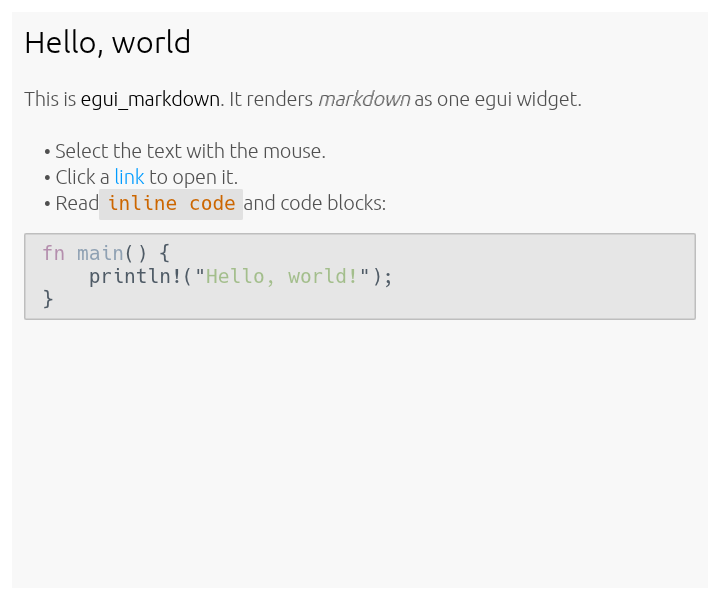 Hello, world
This is egui_markdown. It renders markdown as one egui widget.
• Select the text with the mouse.
• Click a link to open it.
• Read inline code and code blocks:
fn main() {
    println!("Hello, world!");
}